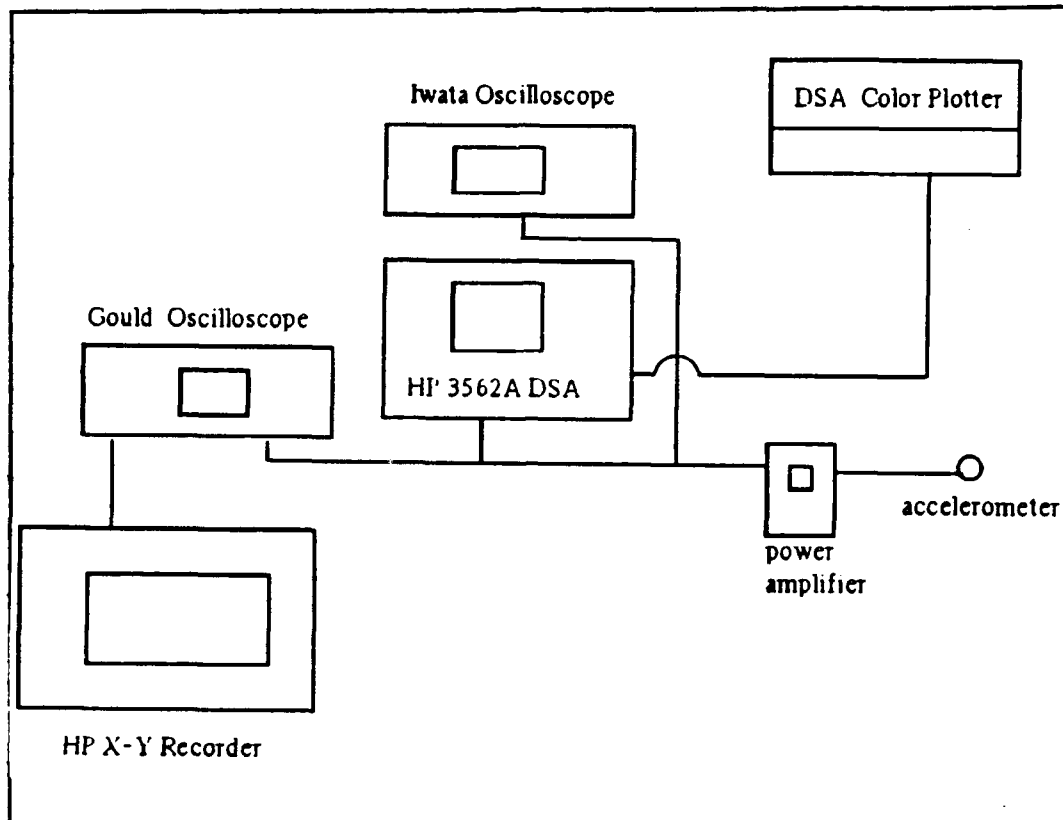 Iwata Oscilloscope
DSA Color Plotter
Gould Oscilloscope
HP 3562A DSA
accelerometer
power
amplifier
HP X-Y Recorder